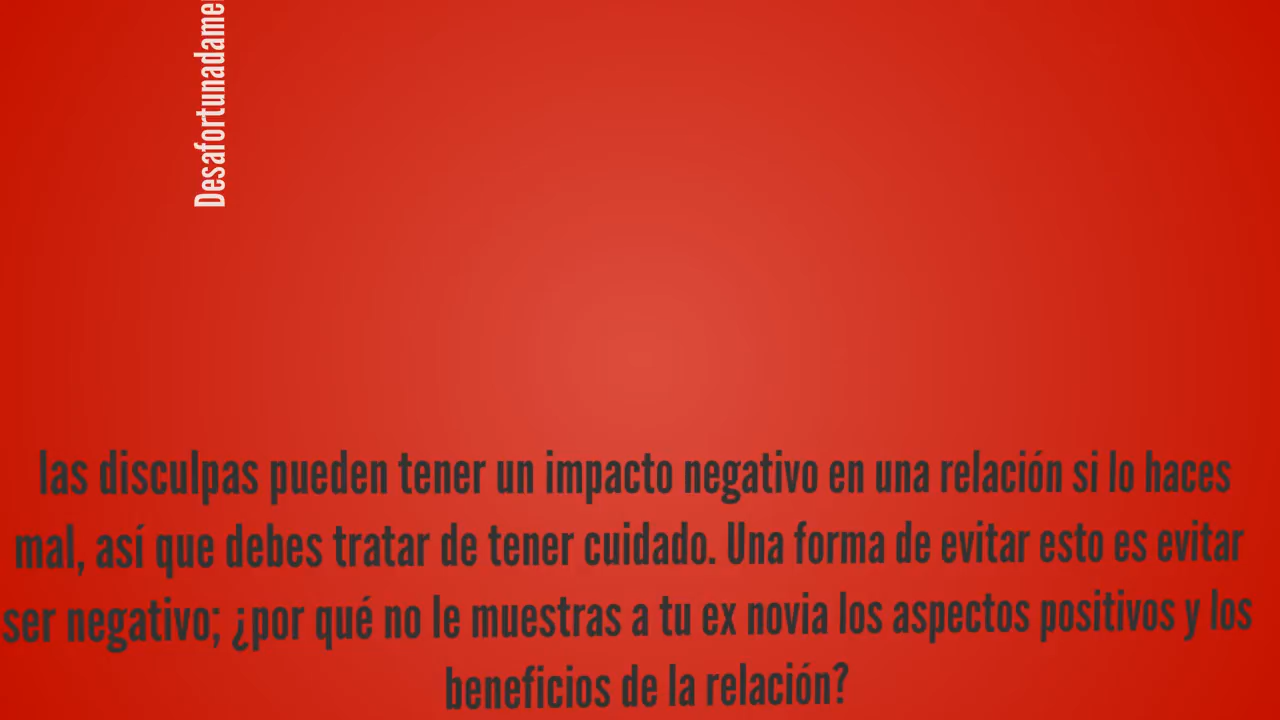 las disculpas pueden tener un impacto negativo en una relación si lo haces
mal, así que debes tratar de tener cuidado. Una forma de evitar esto es evitar
ser negativo; ¿por qué no le muestras a tu ex novia los aspectos positivos y los
beneficios de la relación?